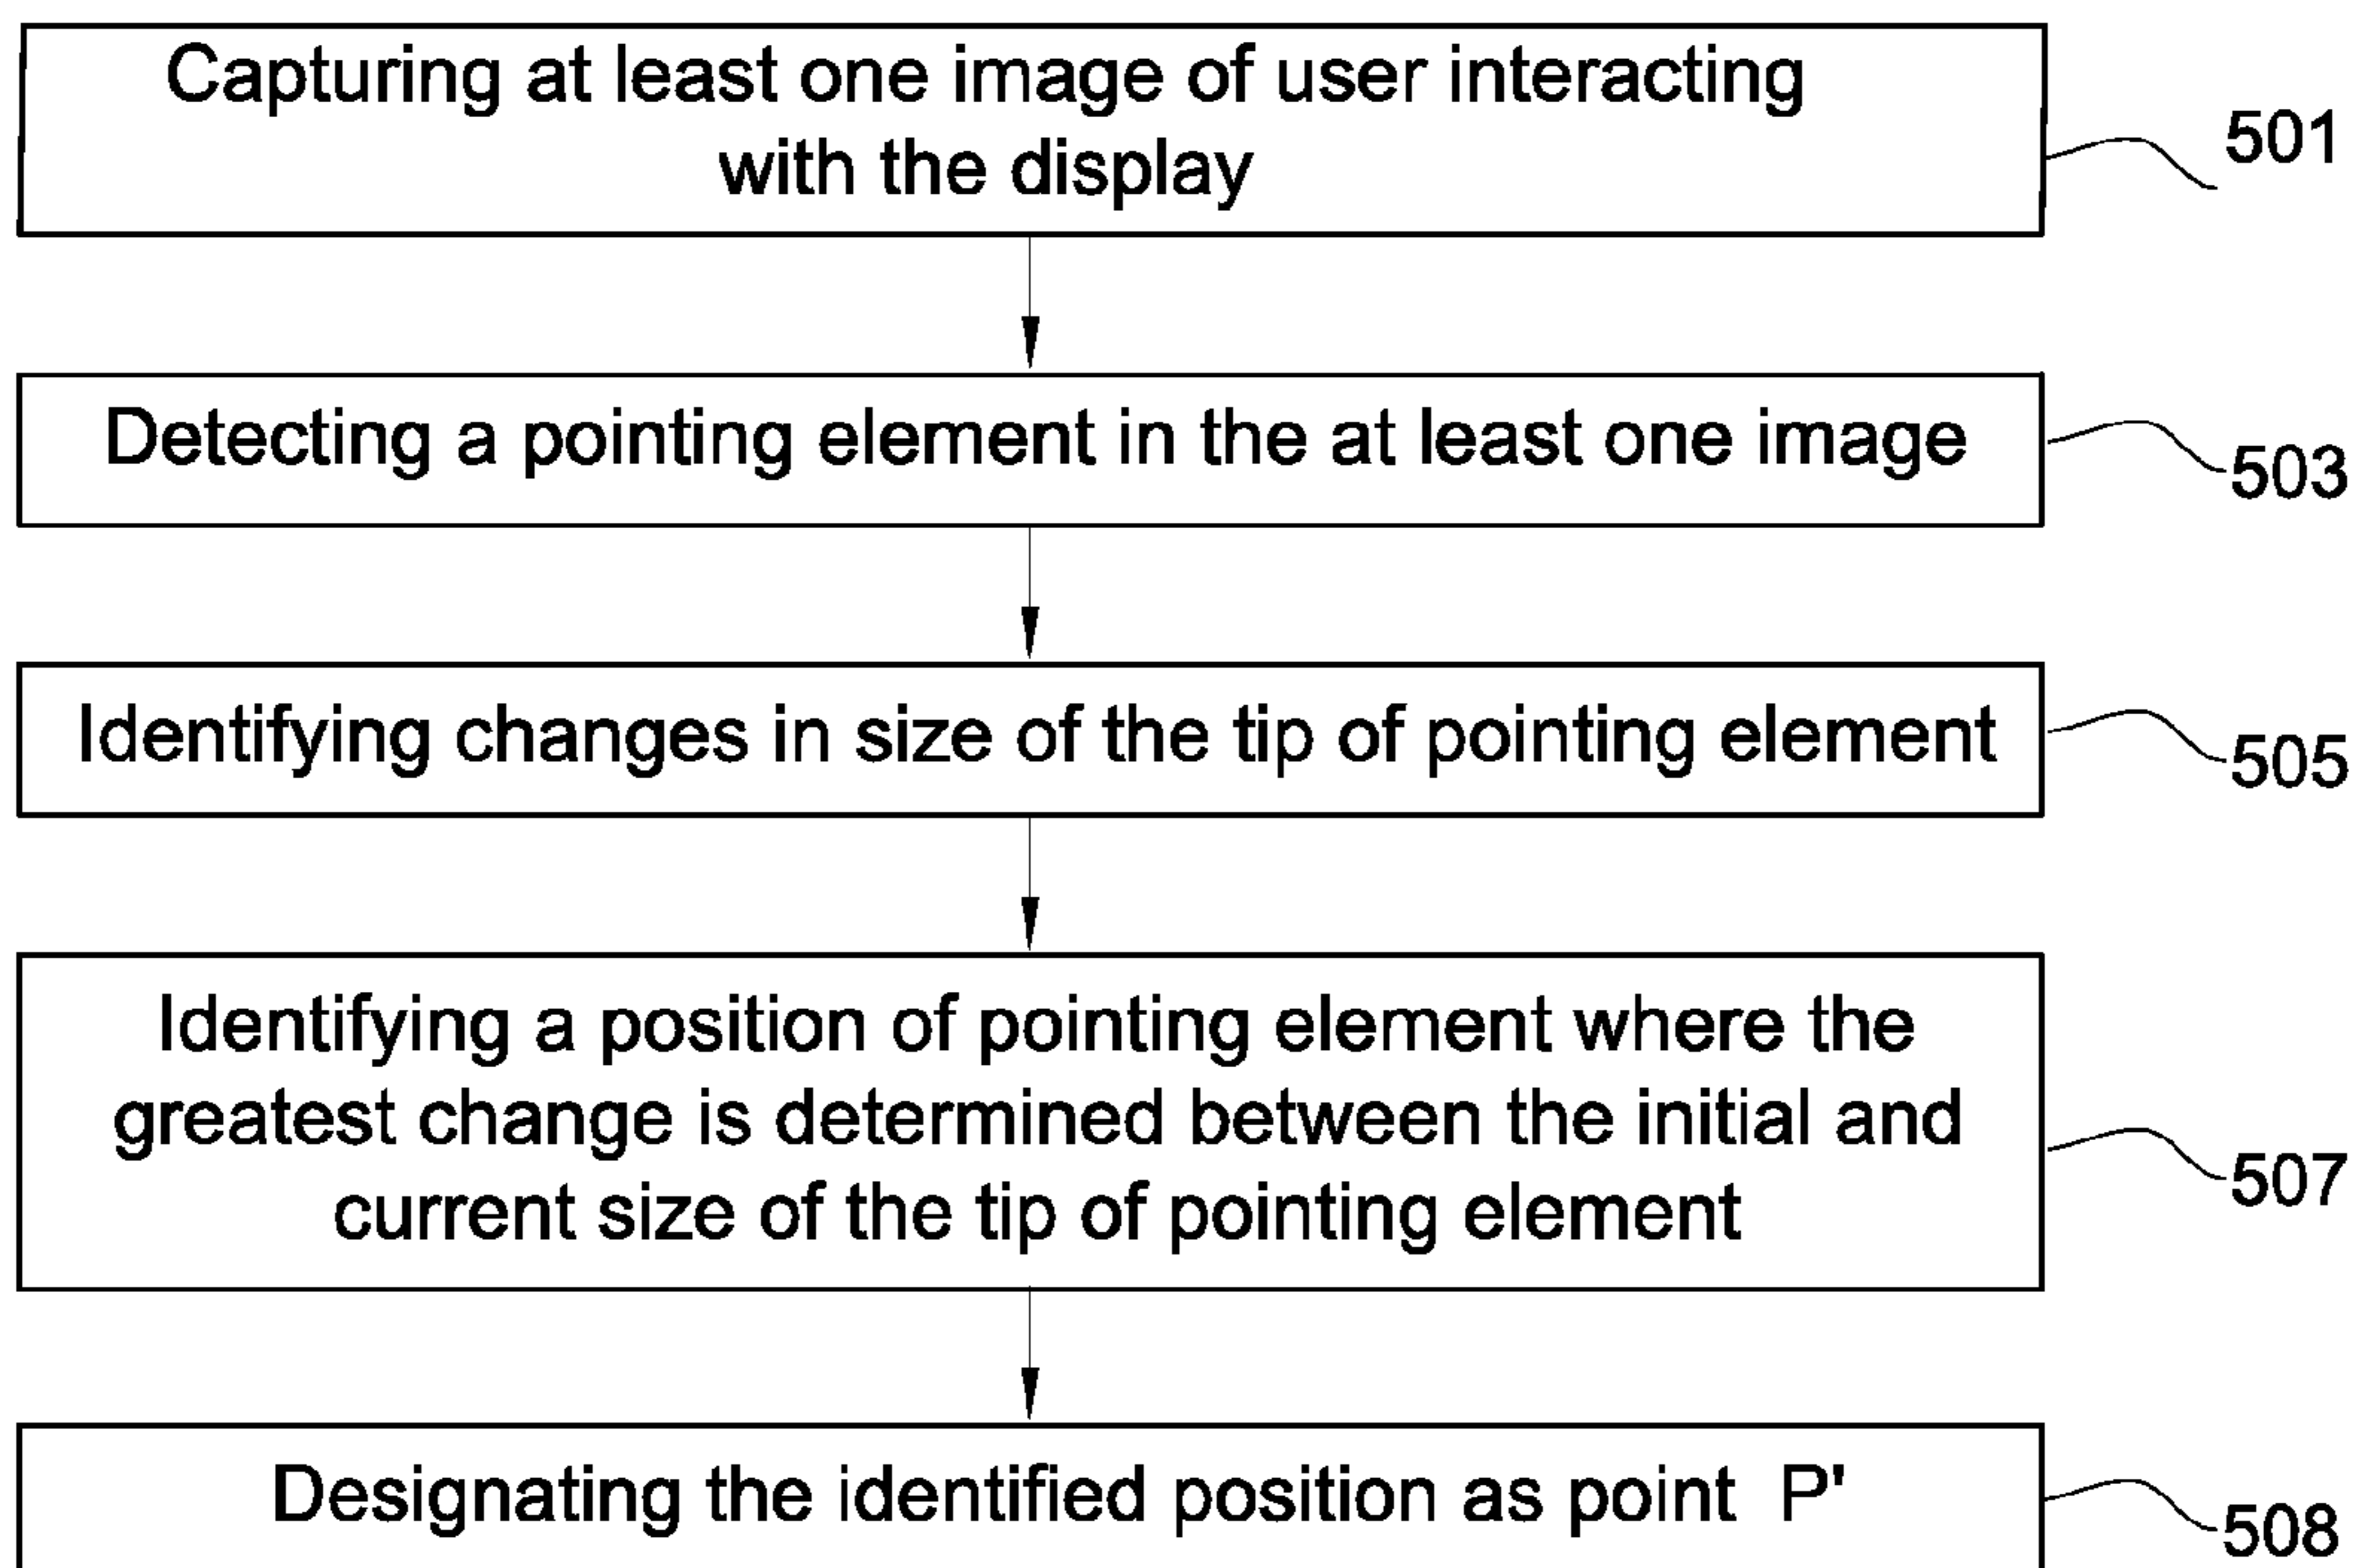 Capturing at least one image of user interacting
with the display
501
Detecting a pointing element in the at least one image
503
Identifying changes in size of the tip of pointing element
505
Identifying a position of pointing element where the
greatest change is determined between the initial and
current size of the tip of pointing element
507
Designating the identified position as point P'
508